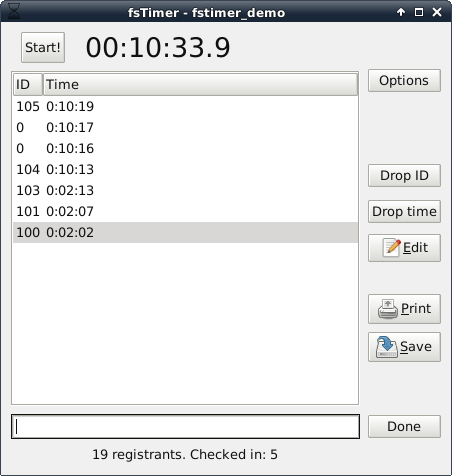 fsTimer - fstimer_demo
Start! 00:10:33.9
ID Time
Options
105 0:10:19
0 0:10:17
0 0:10:16
104 0:10:13
Drop ID
103 0:02:13
101 0:02:07
Drop time
100 0:02:02
Edit
Print
Save
Done
19 registrants. Checked in: 5